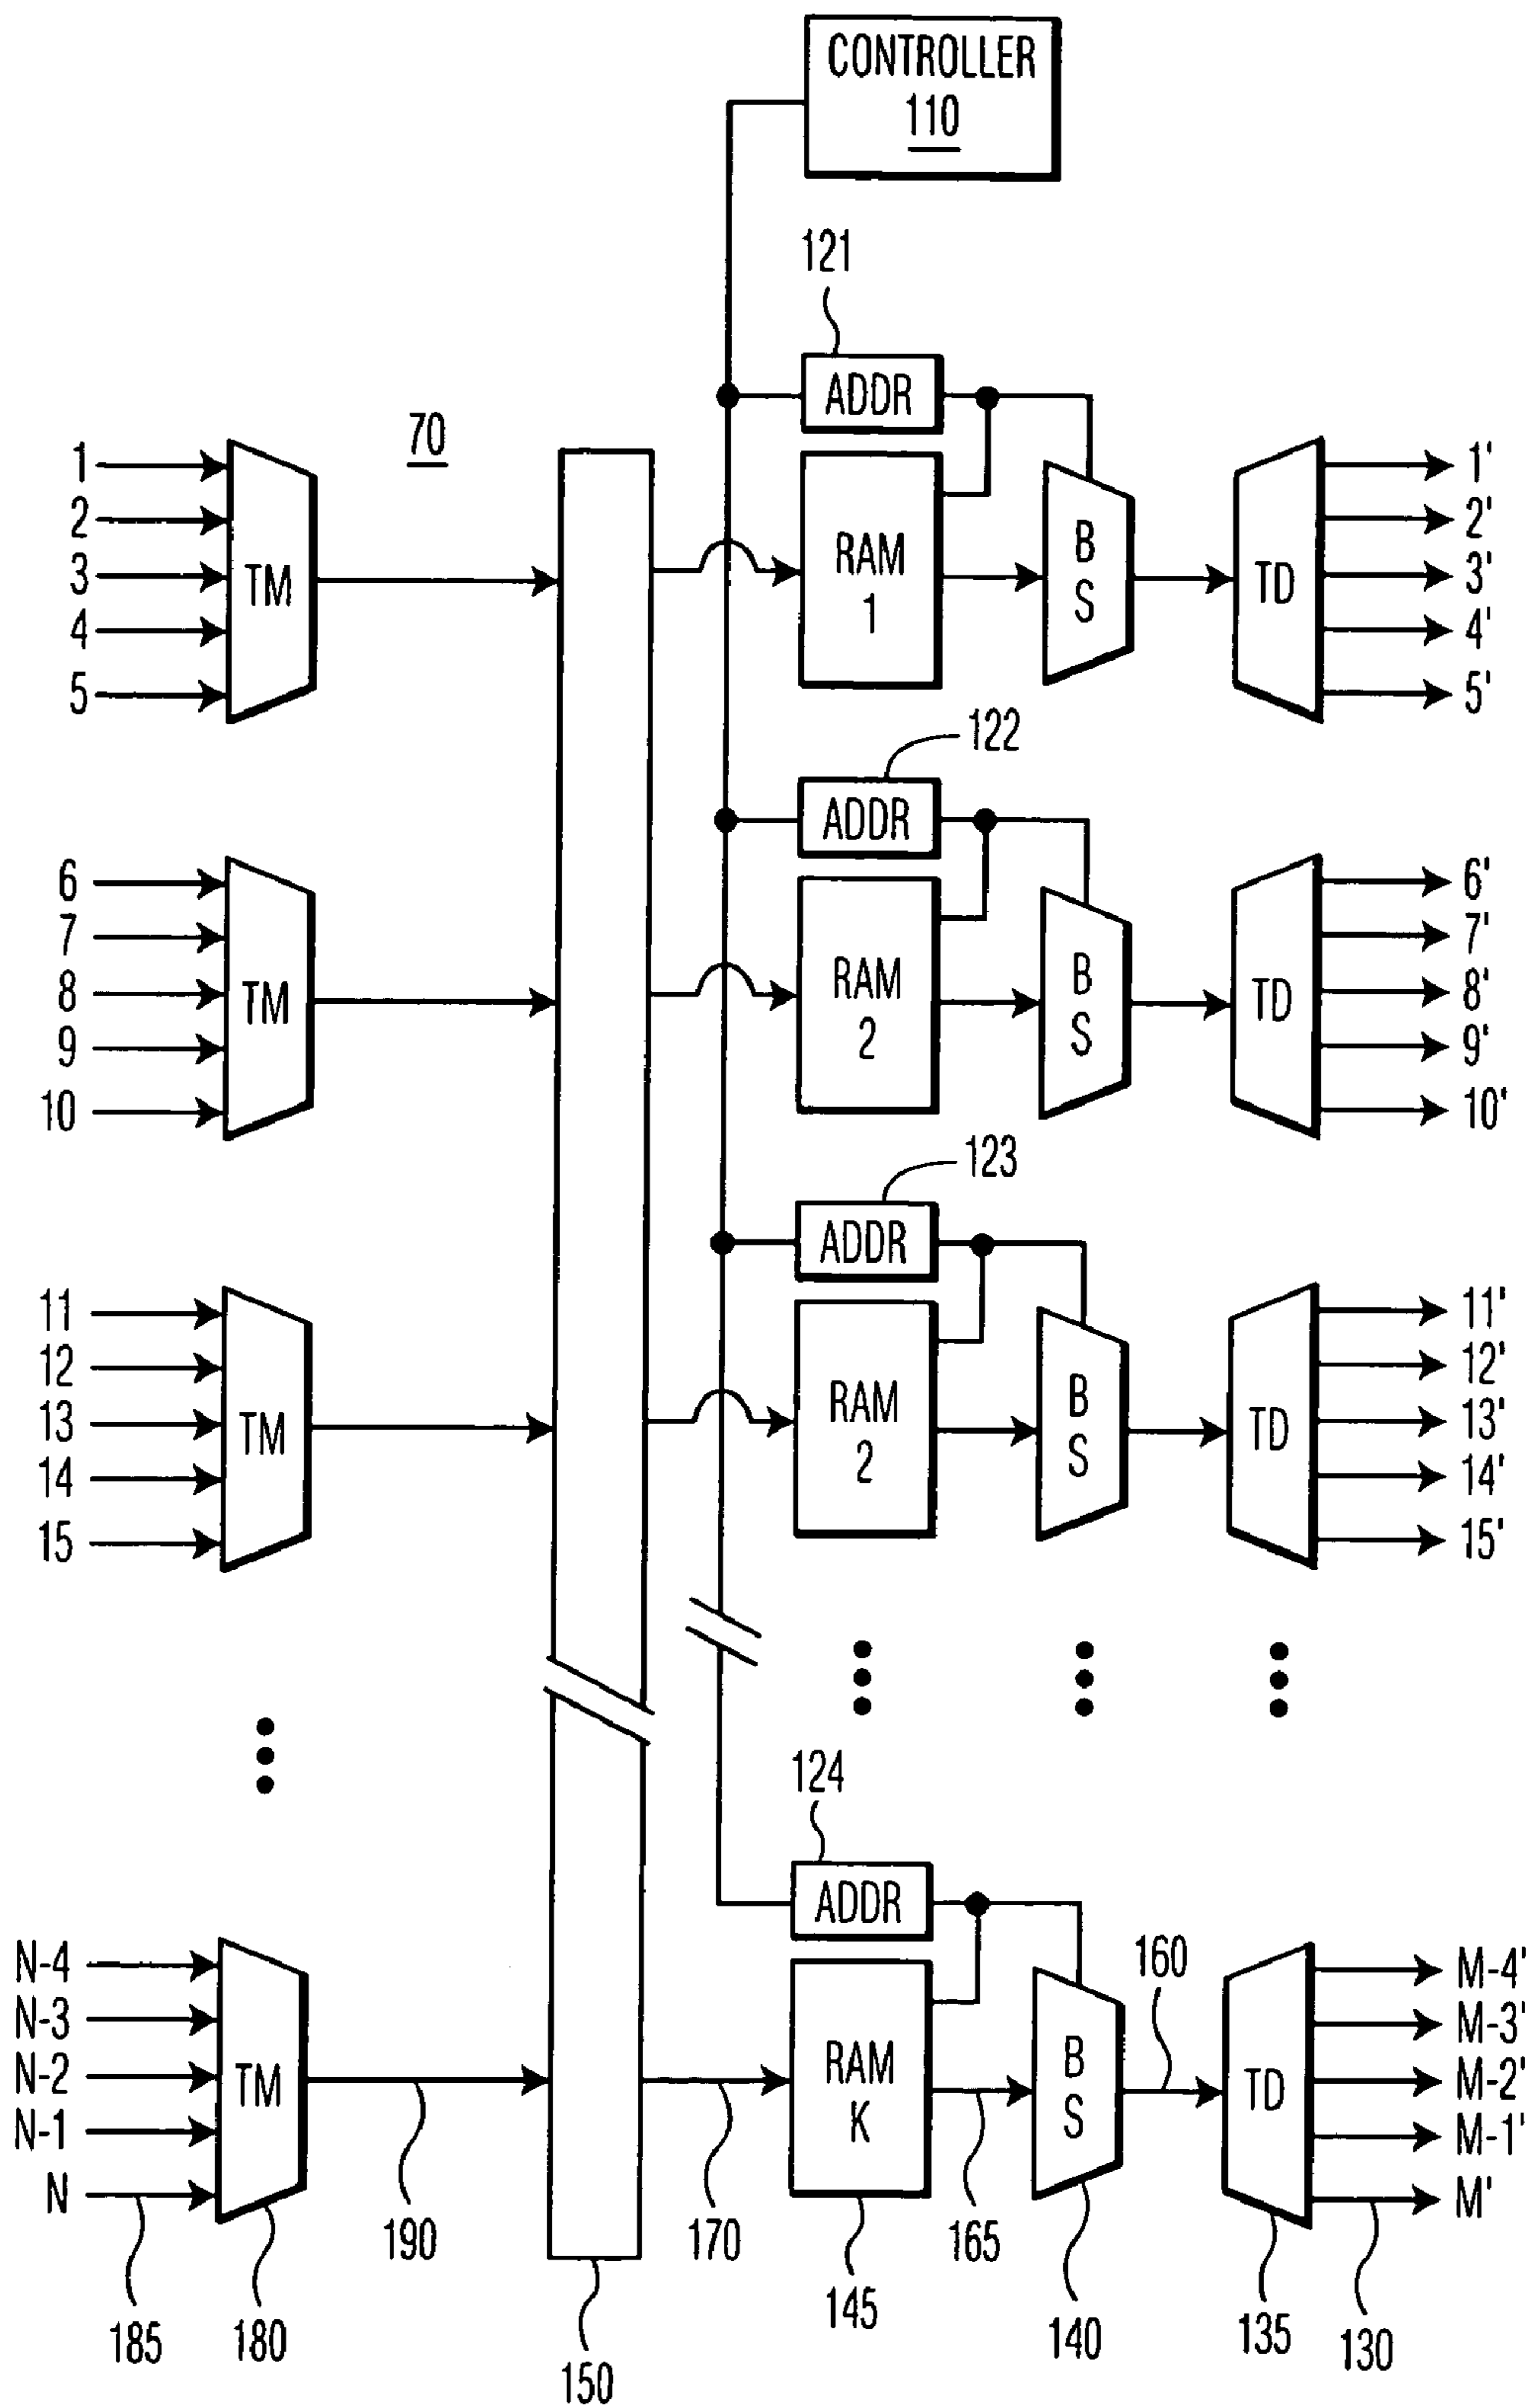 CONTROLLER
110
121
ADDR
70
1
2
3
4
5
TM
RAM
1
B
S
TD
1'
2'
3'
4'
5'
122
ADDR
6
7
8
9
10
TM
RAM
2
B
S
TD
6'
7'
8'
9'
10'
123
ADDR
11
12
13
14
15
TM
RAM
2
B
S
TD
11'
12'
13'
14'
15'
124
ADDR
N-4
N-3
N-2
N-1
N
TM
RAM
K
B
S
160
TD
M-4'
M-3'
M-2'
M-1'
M'
185
180
190
150
170
145
165
140
135
130